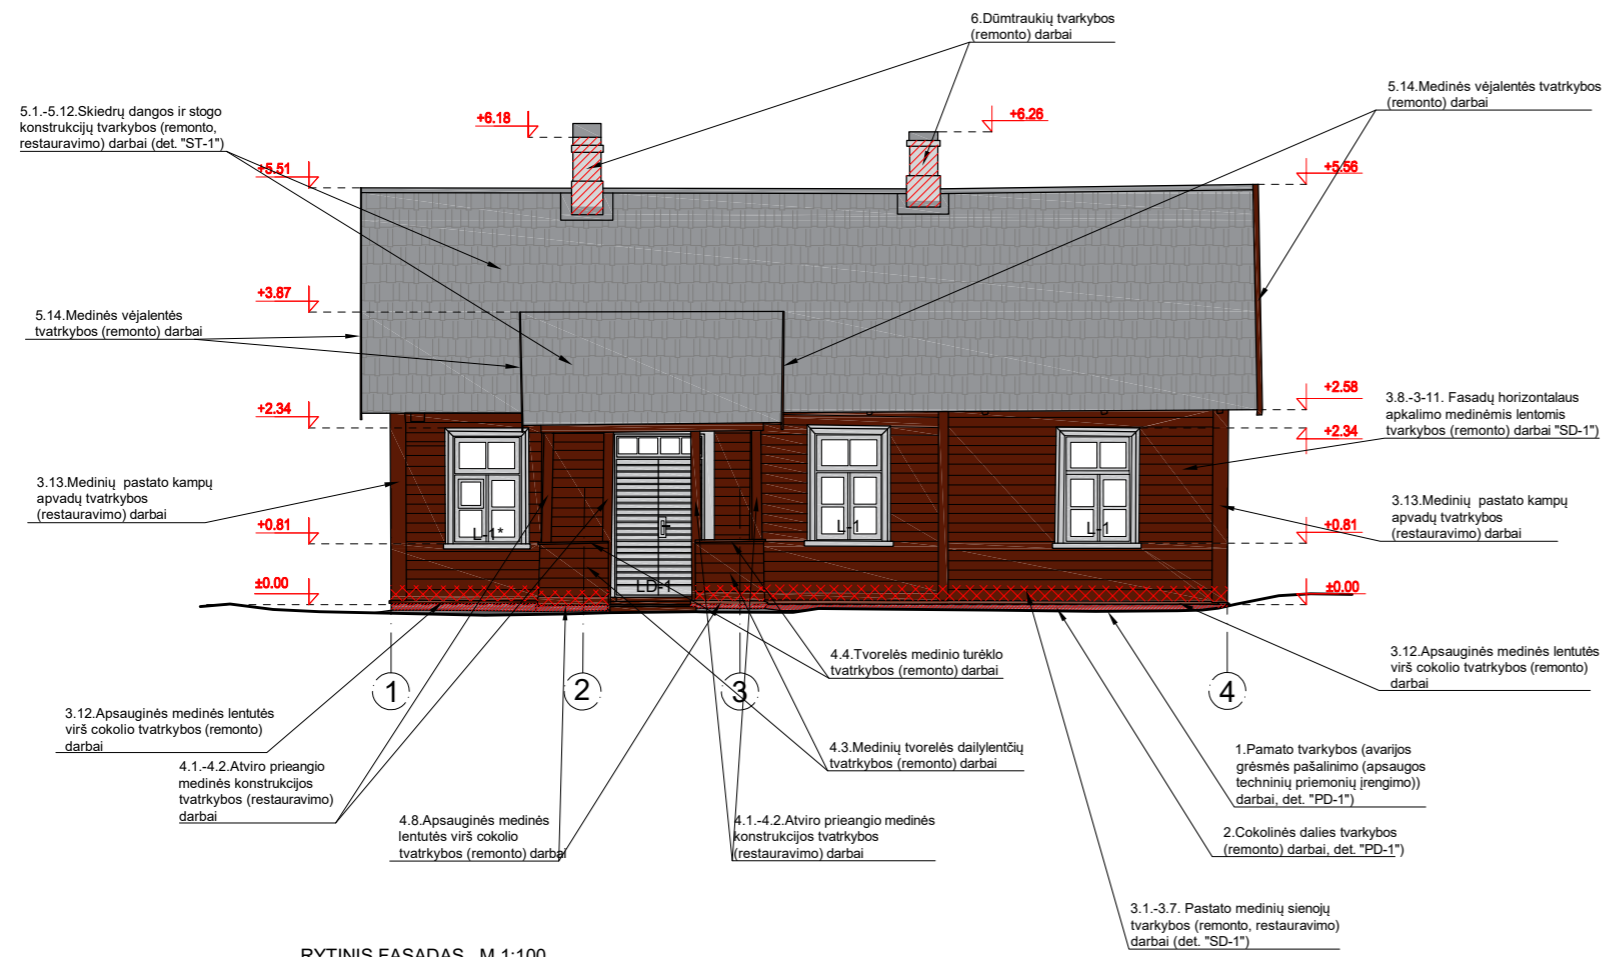 6.Dūmtraukių tvarkybos
(remonto) darbai
5.14.Medinės vėjalentės tvatrkybos
(remonto) darbai
5.1.-5.12.Skiedrų dangos ir stogo
konstrukcijų tvarkybos (remonto,
restauravimo) darbai (det. "ST-1")
+6.18
+6.26
+5.51
+5.56
+3.87
5.14.Medinės vėjalentės
tvatrkybos (remonto) darbai
+2.34
+2.58
+2.34
3.8.-3-11. Fasadų horizontalaus
apkalimo medinėmis lentomis
tvarkybos (remonto) darbai "SD-1")
3.13.Medinių pastato kampų
apvadų tvatrkybos
(restauravimo) darbai
3.13.Medinių pastato kampų
apvadų tvatrkybos
(restauravimo) darbai
+0.81
+0.81
L-1*
L-1
L-1
LD-1
±0.00
±0.00
1
2
3
4
4.4.Tvorelės medinio turėklo
tvatrkybos (remonto) darbai
3.12.Apsauginės medinės lentutės
virš cokolio tvatrkybos (remonto)
darbai
3.12.Apsauginės medinės lentutės
virš cokolio tvatrkybos (remonto)
darbai
4.3.Medinių tvorelės dailylentčių
tvatrkybos (remonto) darbai
1.Pamato tvarkybos (avarijos
grėsmės pašalinimo (apsaugos
techninių priemonių įrengimo))
darbai, det. "PD-1")
4.1.-4.2.Atviro prieangio
medinės konstrukcijos
tvatrkybos (restauravimo)
darbai
4.8.Apsauginės medinės
lentutės virš cokolio
tvatrkybos (remonto) darbai
4.1.-4.2.Atviro prieangio medinės
konstrukcijos tvatrkybos
(restauravimo) darbai
2.Cokolinės dalies tvarkybos
(remonto) darbai, det. "PD-1")
3.1.-3.7. Pastato medinių sienojų
tvarkybos (remonto, restauravimo)
darbai (det. "SD-1")
RYTINIS FASADAS M 1:100